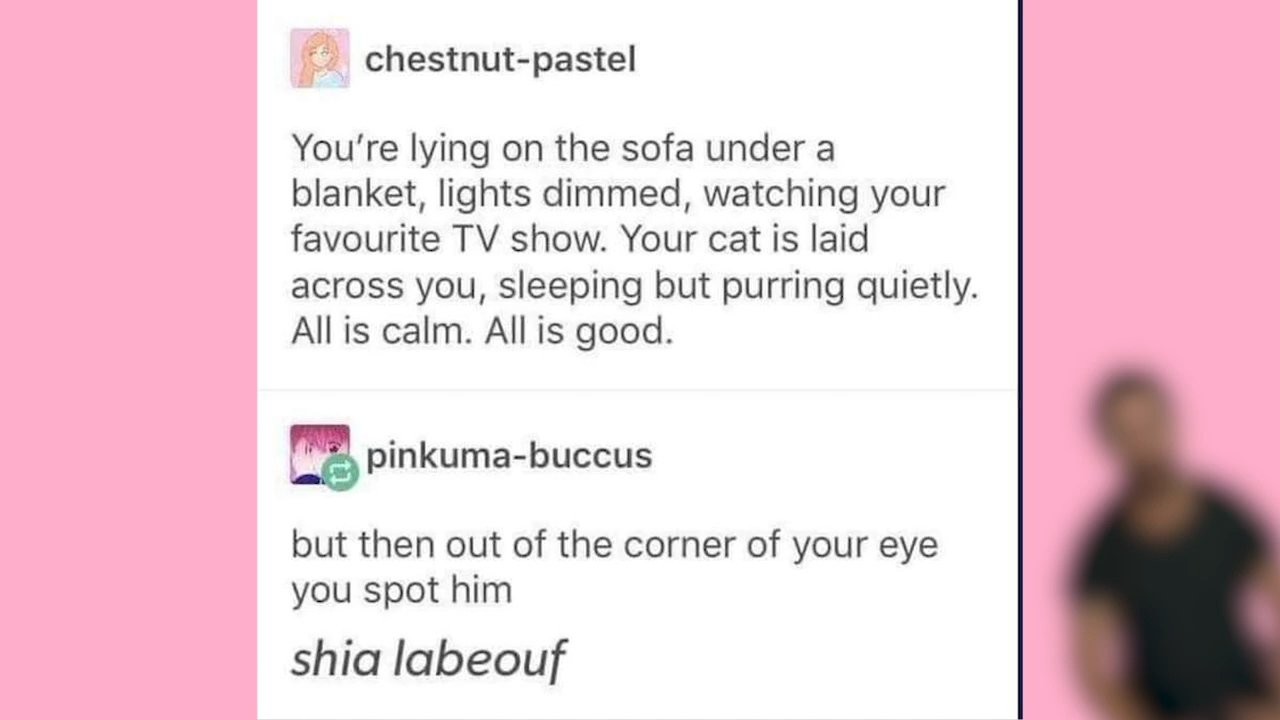 chestnut-pastel
You’re lying on the sofa under a
blanket, lights dimmed, watching your
favourite TV show. Your cat is laid
across you, sleeping but purring quietly.
All is calm. All is good.
pinkuma-buccus
but then out of the corner of your eye
you spot him
shia labeouf